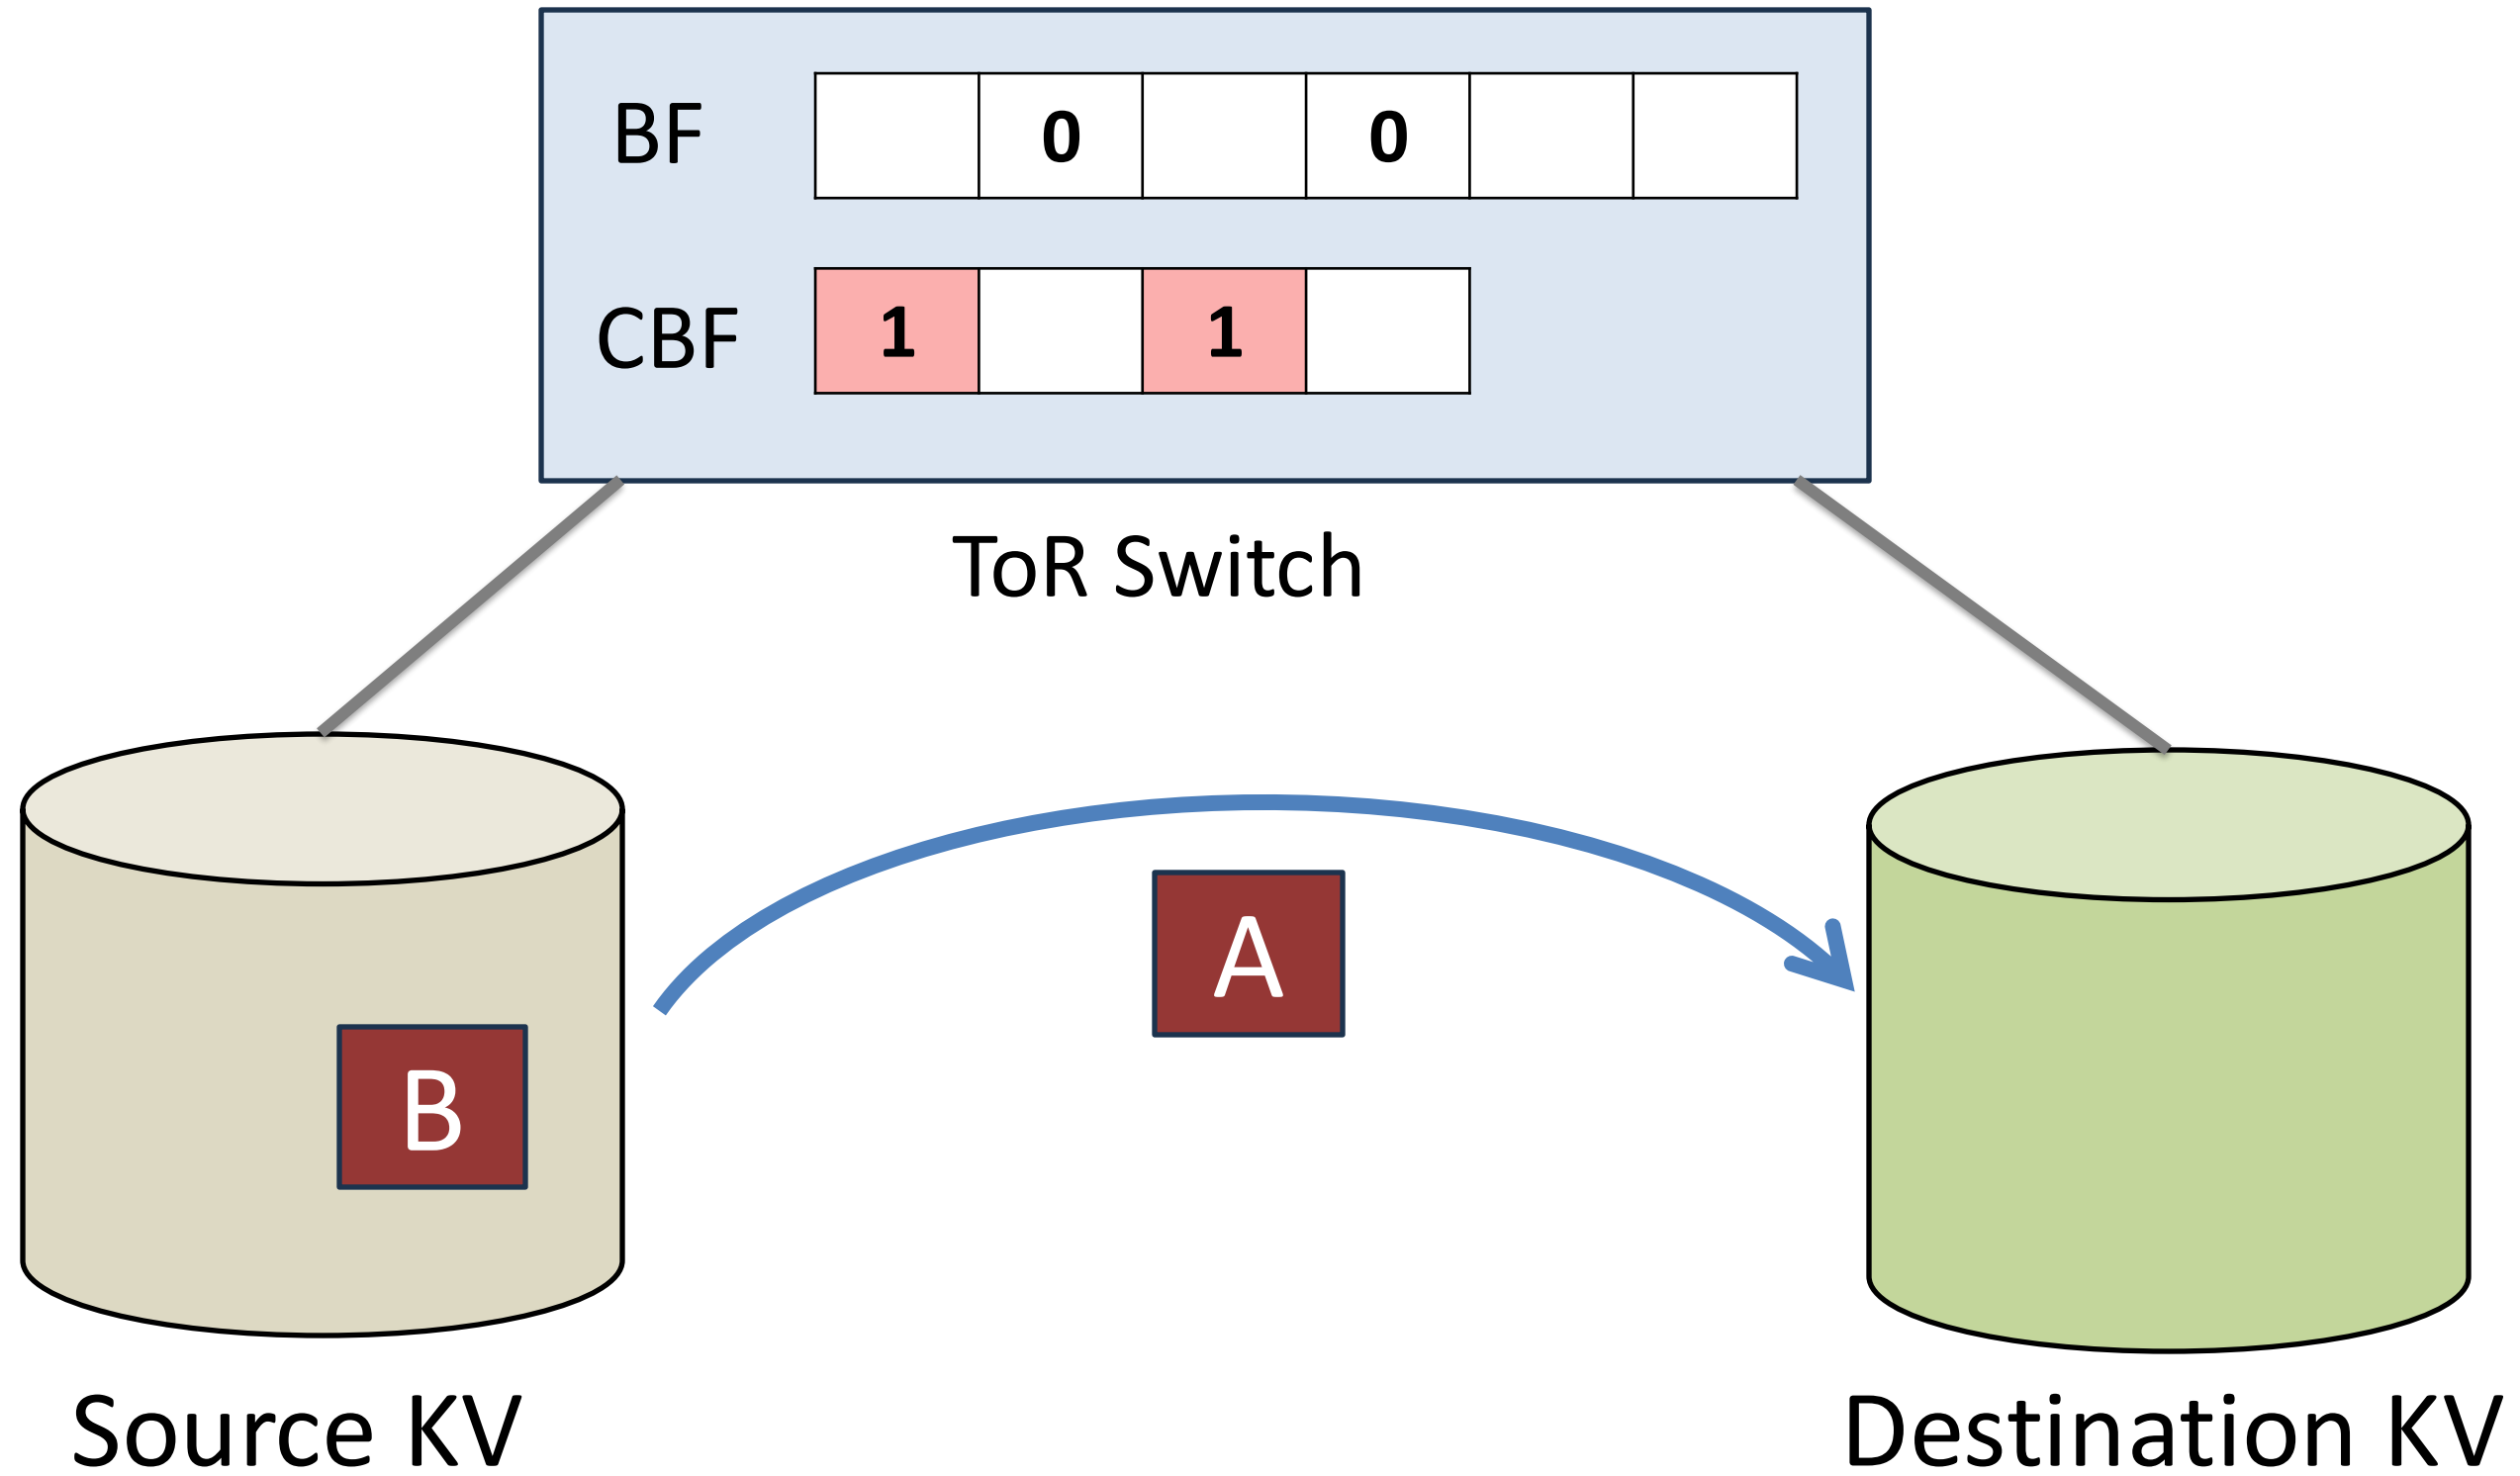 BF 0 0
CBF 1 1
ToR Switch
A
B
Source KV
Destination KV